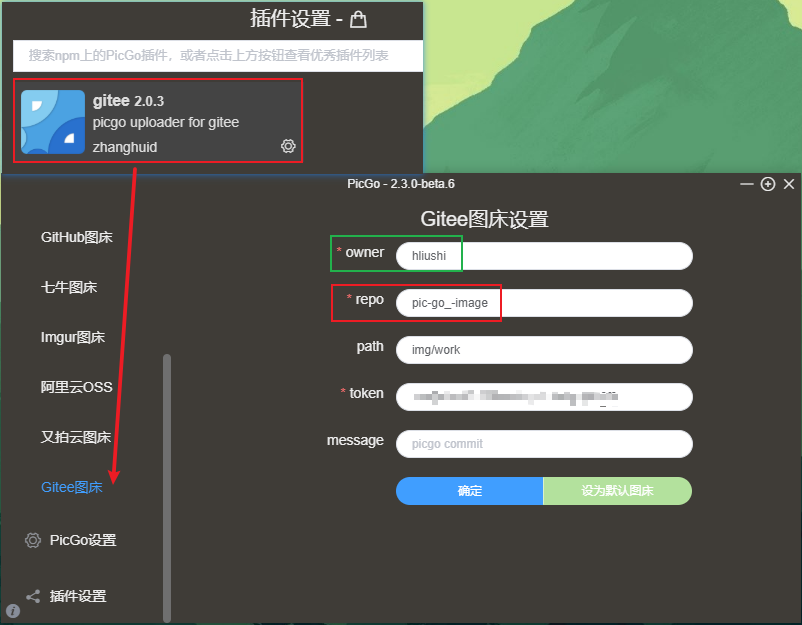 插件设置 -
搜索npm上的PicGo插件，或者点击上方按钮查看优秀插件列表
gitee 2.0.3
picgo uploader for gitee
zhanghuid
PicGo - 2.3.0-beta.6
GitHub图床
七牛图床
Imgur图床
阿里云OSS
又拍云图床
Gitee图床
PicGo设置
插件设置
Gitee图床设置
* owner
hliushi
* repo
pic-go_-image
path
img/work
* token
message
picgo commit
确定
设为默认图床